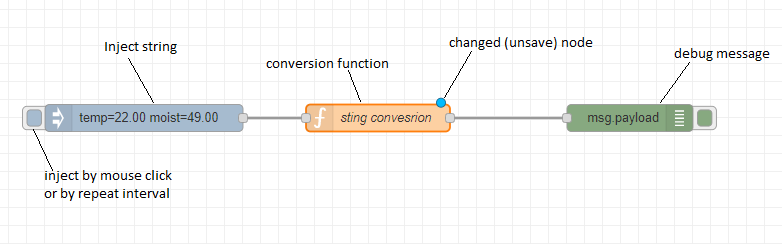 Inject string
conversion function
changed (unsave) node
debug message
temp=22.00 moist=49.00
sting convesrion
msg.payload
inject by mouse click
or by repeat interval